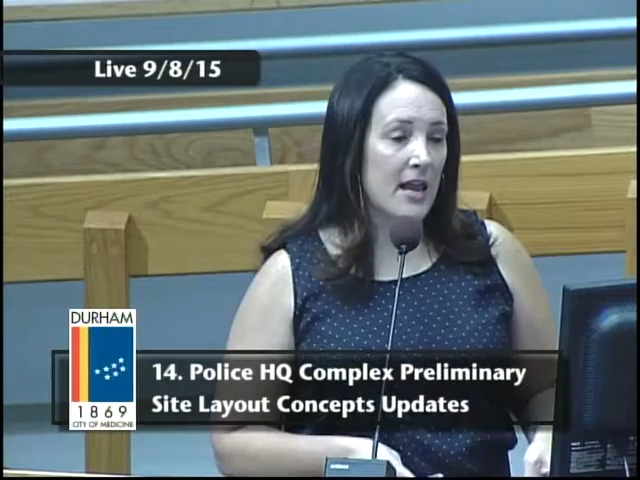 Live 9/8/15
DURHAM
1869
CITY OF MEDICINE
14. Police HQ Complex Preliminary
Site Layout Concepts Updates